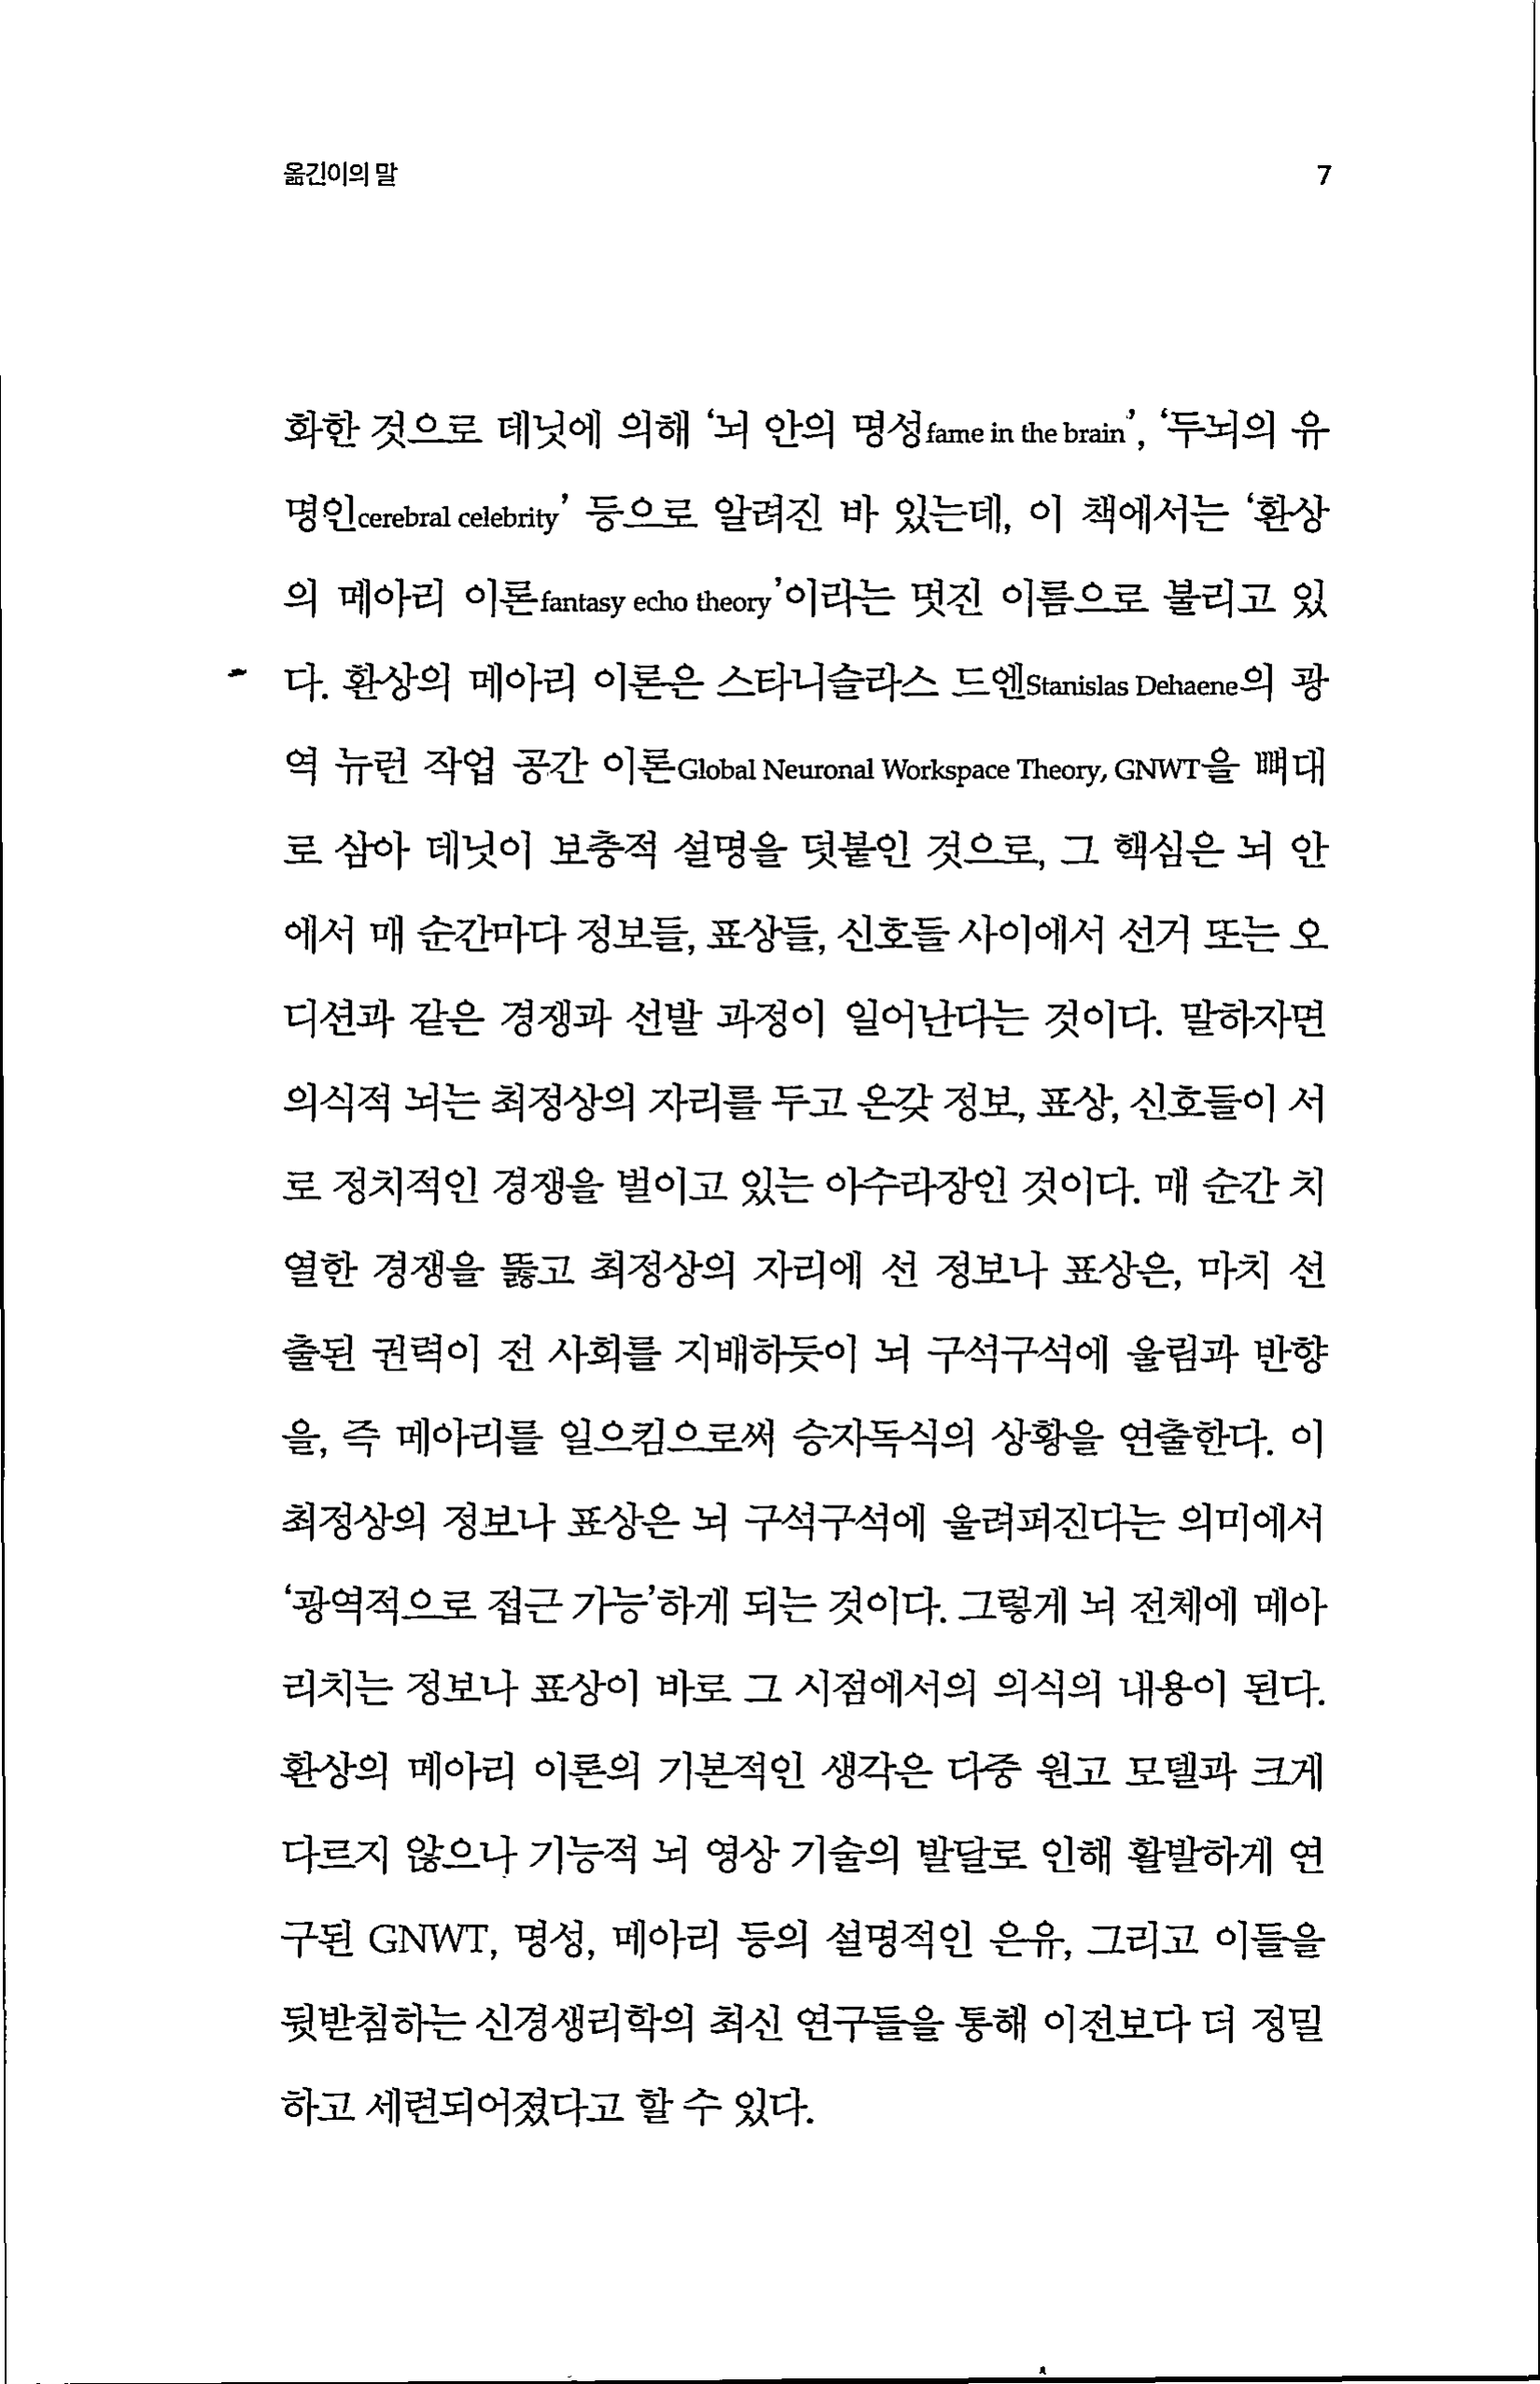 옮긴이의 말 7
화한 것으로 데닛에 의해 ‘뇌 안의 명성fame in the brain’, ‘두뇌의 유
명인cerebral celebrity’ 등으로 알려진 바 있는데, 이 책에서는 ‘환상
의 메아리 이론fantasy echo theory’이라는 멋진 이름으로 불리고 있
다. 환상의 메아리 이론은 스타니슬라스 드엔Stanislas Dehaene의 광
역 뉴런 작업 공간 이론Global Neuronal Workspace Theory, GNWT을 뼈대
로 삼아 데닛이 보충적 설명을 덧붙인 것으로, 그 핵심은 뇌 안
에서 매 순간마다 정보들, 표상들, 신호들 사이에서 선거 또는 오
디션과 같은 경쟁과 선발 과정이 일어난다는 것이다. 말하자면
의식적 뇌는 최정상의 자리를 두고 온갖 정보, 표상, 신호들이 서
로 정치적인 경쟁을 벌이고 있는 아수라장인 것이다. 매 순간 치
열한 경쟁을 뚫고 최정상의 자리에 선 정보나 표상은, 마치 선
출된 권력이 전 사회를 지배하듯이 뇌 구석구석에 울림과 반향
을, 즉 메아리를 일으킴으로써 승자독식의 상황을 연출한다. 이
최정상의 정보나 표상은 뇌 구석구석에 울려퍼진다는 의미에서
‘광역적으로 접근 가능’하게 되는 것이다. 그렇게 뇌 전체에 메아
리치는 정보나 표상이 바로 그 시점에서의 의식의 내용이 된다.
환상의 메아리 이론의 기본적인 생각은 다중 원고 모델과 크게
다르지 않으나 기능적 뇌 영상 기술의 발달로 인해 활발하게 연
구된 GNWT, 명성, 메아리 등의 설명적인 은유, 그리고 이들을
뒷받침하는 신경생리학의 최신 연구들을 통해 이전보다 더 정밀
하고 세련되어졌다고 할 수 있다.